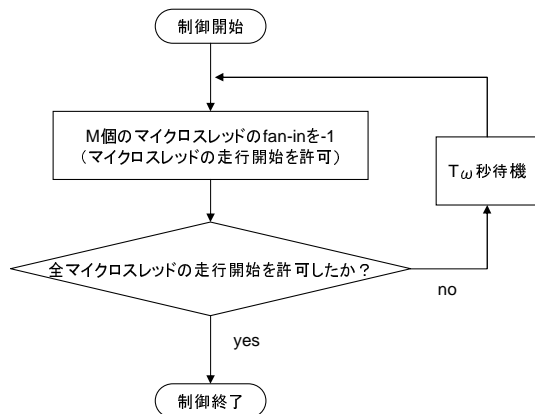 制御開始
M個のマイクロスレッドのfan-inを-1
（マイクロスレッドの走行開始を許可）
Tω秒待機
全マイクロスレッドの走行開始を許可したか？
no
yes
制御終了